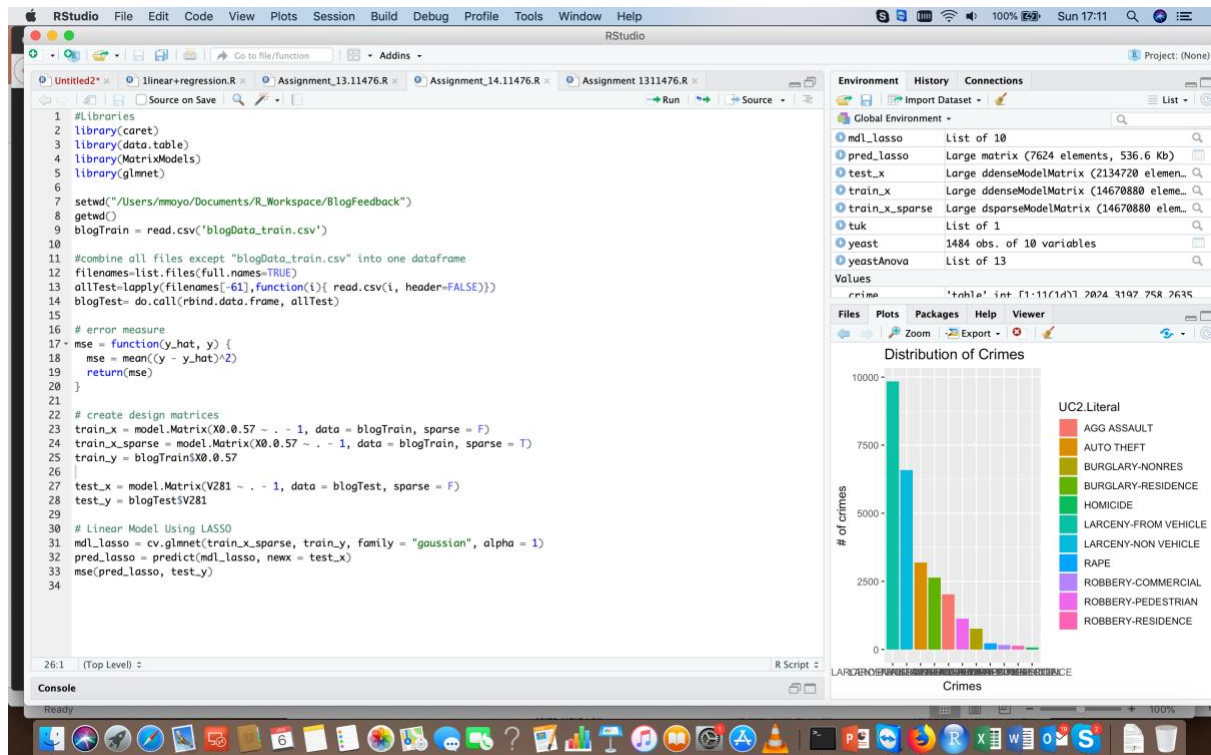 RStudio File Edit Code View Plots Session Build Debug Profile Tools Window Help 100% Sun 17:11
RStudio
Go to file/function Addins Project: (None)
Untitled2* 1linear+regression.R Assignment_13.11476.R Assignment_14.11476.R Assignment 1311476.R
Source on Save Run Source
1 #Libraries
2 library(caret)
3 library(data.table)
4 library(MatrixModels)
5 library(glmnet)
6
7 setwd("/Users/mmoyo/Documents/R_Workspace/BlogFeedback")
8 getwd()
9 blogTrain = read.csv('blogData_train.csv')
10
11 #combine all files except "blogData_train.csv" into one dataframe
12 filenames=list.files(full.names=TRUE)
13 allTest=lapply(filenames[-61],function(i){ read.csv(i, header=FALSE)})
14 blogTest= do.call(rbind.data.frame, allTest)
15
16 # error measure
17 mse = function(y_hat, y) {
18 mse = mean((y - y_hat)^2)
19 return(mse)
20 }
21
22 # create design matrices
23 train_x = model.Matrix(X0.0.57 ~ . - 1, data = blogTrain, sparse = F)
24 train_x_sparse = model.Matrix(X0.0.57 ~ . - 1, data = blogTrain, sparse = T)
25 train_y = blogTrain$X0.0.57
26
27 test_x = model.Matrix(V281 ~ . - 1, data = blogTest, sparse = F)
28 test_y = blogTest$V281
29
30 # Linear Model Using LASSO
31 mdl_lasso = cv.glmnet(train_x_sparse, train_y, family = "gaussian", alpha = 1)
32 pred_lasso = predict(mdl_lasso, newx = test_x)
33 mse(pred_lasso, test_y)
34
26:1 (Top Level) R Script
Console
Ready
Environment History Connections
Import Dataset List
Global Environment
mdl_lasso List of 10
pred_lasso Large matrix (7624 elements, 536.6 Kb)
test_x Large ddenseModelMatrix (2134720 elemen…
train_x Large ddenseModelMatrix (14670880 eleme…
train_x_sparse Large dsparseModelMatrix (14670880 elem…
tuk List of 1
yeast 1484 obs. of 10 variables
yeastAnova List of 13
Values
crime 'table' int [1:11(1d)] 2024 3197 758 2635
Files Plots Packages Help Viewer
Zoom Export
Distribution of Crimes
10000
7500
5000
2500
0
# of crimes
Crimes
UC2.Literal
AGG ASSAULT
AUTO THEFT
BURGLARY-NONRES
BURGLARY-RESIDENCE
HOMICIDE
LARCENY-FROM VEHICLE
LARCENY-NON VEHICLE
RAPE
ROBBERY-COMMERCIAL
ROBBERY-PEDESTRIAN
ROBBERY-RESIDENCE
100%
6